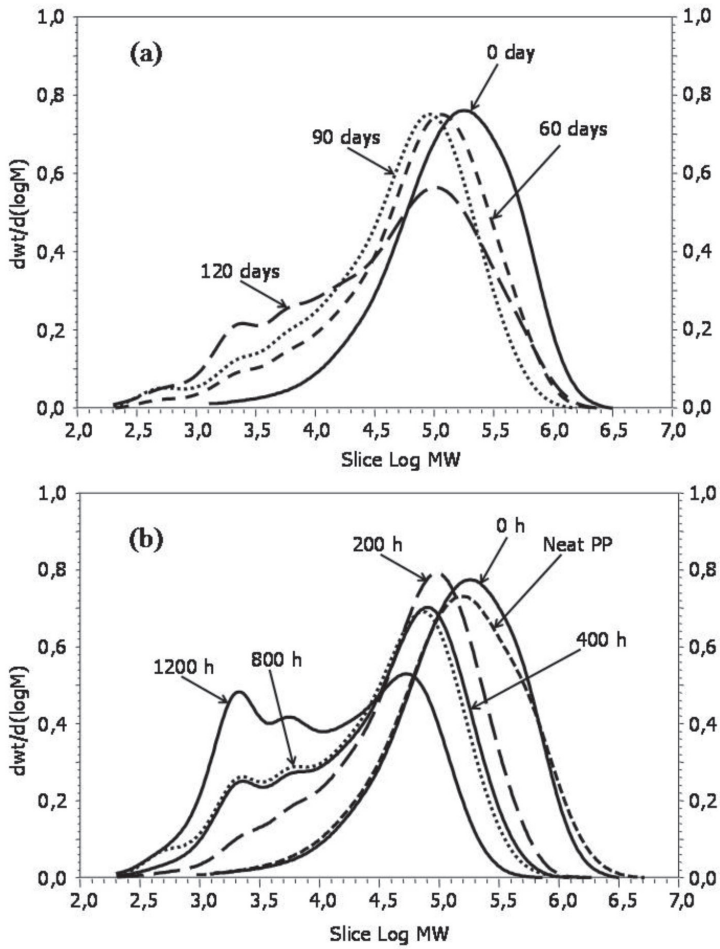 1,0 1,0
(a)
0 day
0,8 0,8
90 days 60 days
0,6 0,6
dwt/d(logM)
0,4 0,4
120 days
0,2 0,2
0,0 0,0
2,0 2,5 3,0 3,5 4,0 4,5 5,0 5,5 6,0 6,5 7,0
Slice Log MW
1,0 1,0
(b)
0 h
200 h Neat PP
0,8 0,8
0,6 0,6
400 h
1200 h 800 h
dwt/d(logM)
0,4 0,4
0,2 0,2
0,0 0,0
2,0 2,5 3,0 3,5 4,0 4,5 5,0 5,5 6,0 6,5 7,0
Slice Log MW